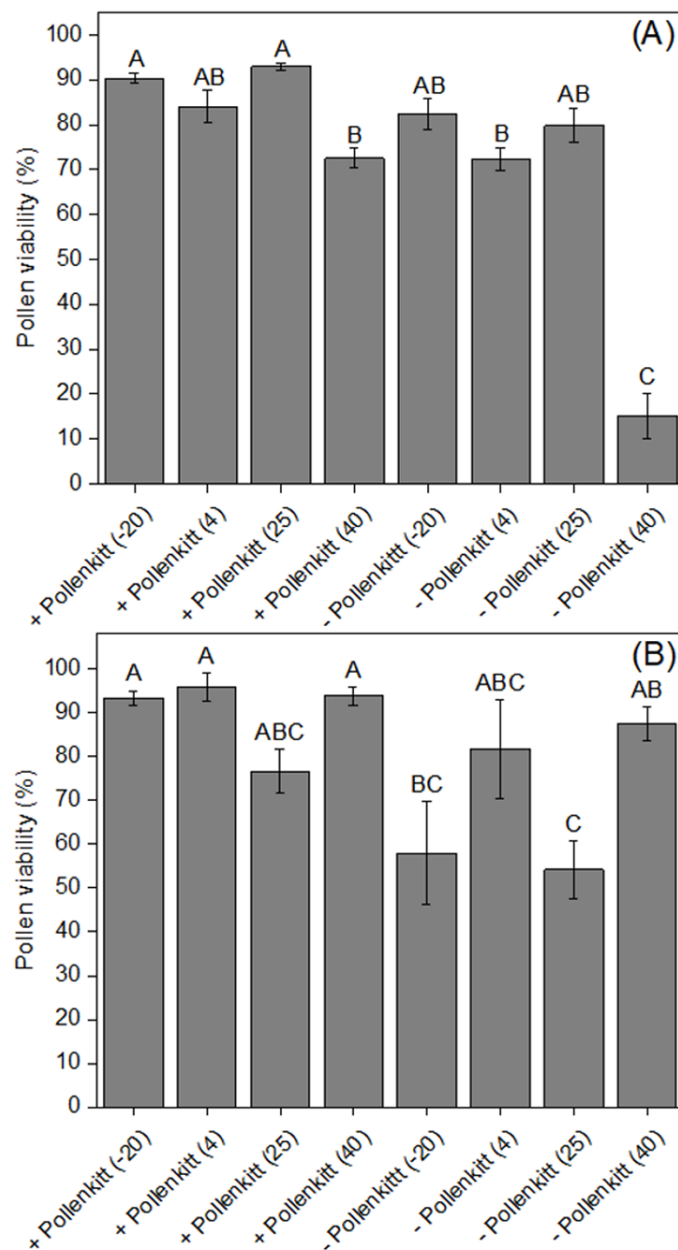 (A)
Pollen viability (%)
100
90
80
70
60
50
40
30
20
10
0
A
AB
A
B
AB
B
AB
C
+ Pollenkitt (-20)
+ Pollenkitt (4)
+ Pollenkitt (25)
+ Pollenkitt (40)
- Pollenkitt (-20)
- Pollenkitt (4)
- Pollenkitt (25)
- Pollenkitt (40)
(B)
Pollen viability (%)
100
90
80
70
60
50
40
30
20
10
0
A
A
ABC
A
BC
ABC
C
AB
+ Pollenkitt (-20)
+ Pollenkitt (4)
+ Pollenkitt (25)
+ Pollenkitt (40)
- Pollenkitt (-20)
- Pollenkitt (4)
- Pollenkitt (25)
- Pollenkitt (40)